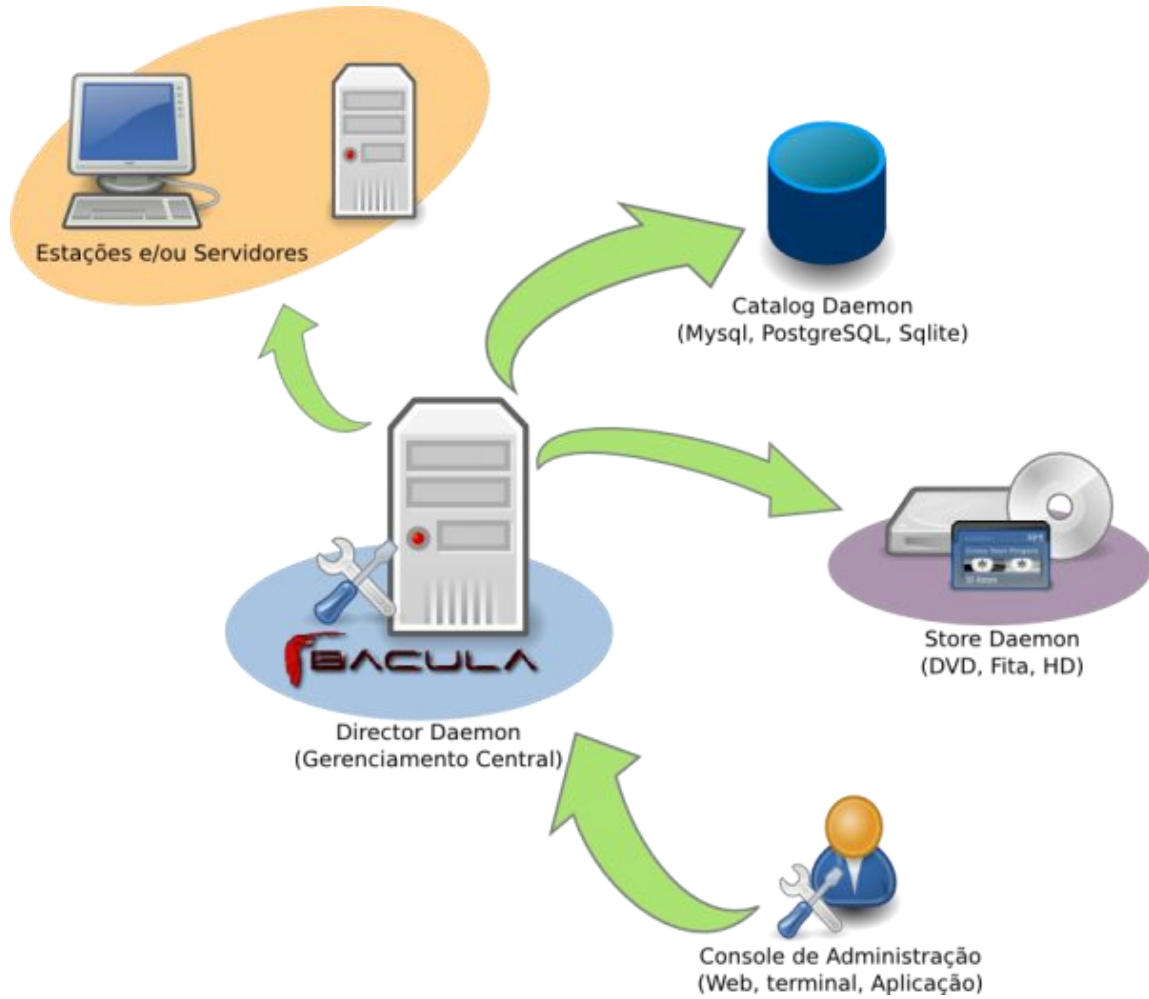 Estações e/ou Servidores
Catalog Daemon
(Mysql, PostgreSQL, Sqlite)
Store Daemon
(DVD, Fita, HD)
BACULA
Director Daemon
(Gerenciamento Central)
Console de Administração
(Web, terminal, Aplicação)